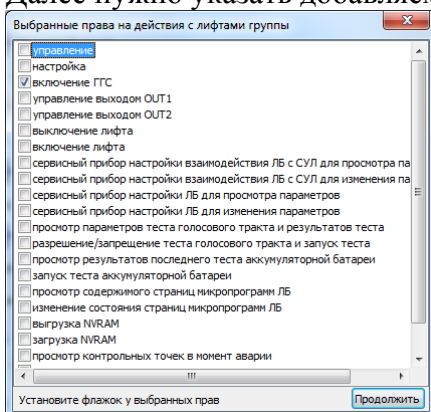 Далее нужно указать добавляем
Выбранные права на действия с лифтами группы
управление
настройка
включение ГГС
управление выходом OUT1
управление выходом OUT2
выключение лифта
включение лифта
сервисный прибор настройки взаимодействия ЛБ с СУЛ для просмотра па
сервисный прибор настройки взаимодействия ЛБ с СУЛ для изменения па
сервисный прибор настройки ЛБ для просмотра параметров
сервисный прибор настройки ЛБ для изменения параметров
просмотр параметров теста голосового тракта и результатов теста
разрешение/запрещение теста голосового тракта и запуск теста
просмотр результатов последнего теста аккумуляторной батареи
запуск теста аккумуляторной батареи
просмотр содержимого страниц микропрограмм ЛБ
изменение состояния страниц микропрограмм ЛБ
выгрузка NVRAM
загрузка NVRAM
просмотр контрольных точек в момент аварии
Установите флажок у выбранных прав
Продолжить